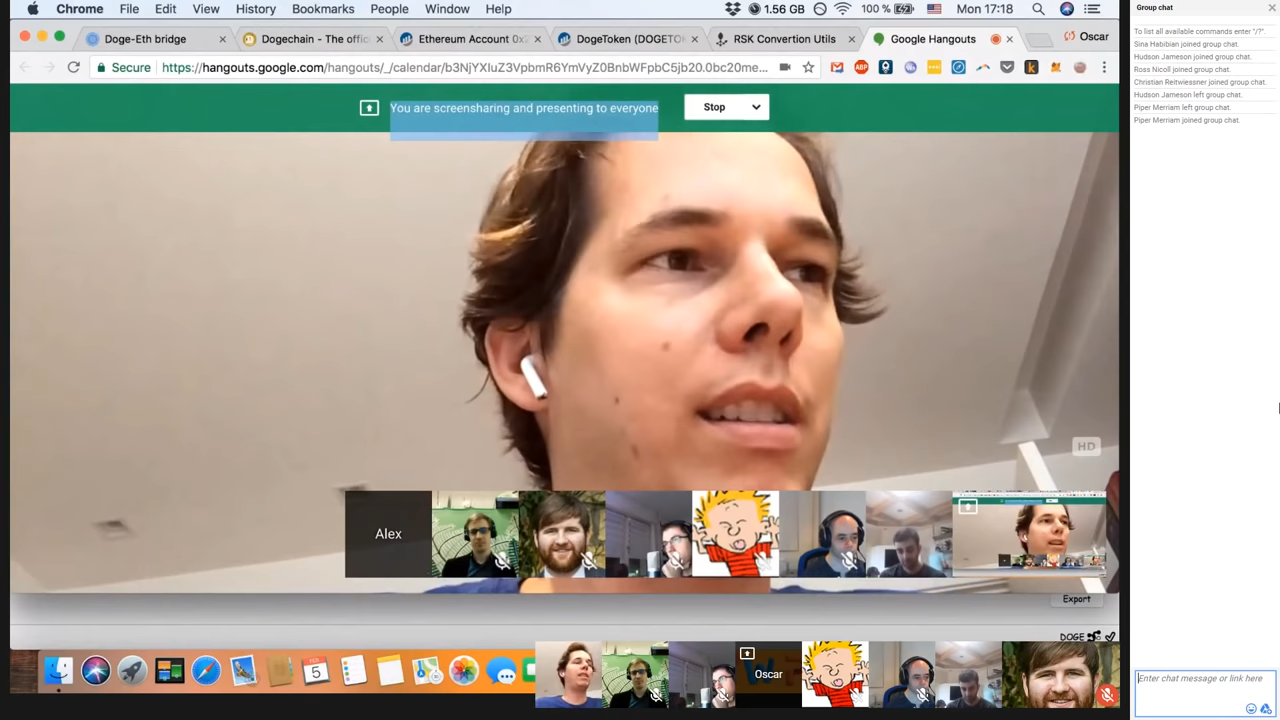 Chrome File Edit View History Bookmarks People Window Help 1.56 GB 100 % Mon 17:18
Doge-Eth bridge Dogechain - The offic Ethereum Account 0x2 DogeToken (DOGETO RSK Convertion Utils Google Hangouts Oscar
Secure https://hangouts.google.com/hangouts/_/calen
You are screensharing and presenting to everyone
Stop
HD
Alex
Export
DOGE
FEB
5
Oscar
Group chat
To list all available commands enter "/?".
Sina Habibian joined group chat.
Hudson Jameson joined group chat.
Ross Nicoll joined group chat.
Christian Reitwiessner joined group chat.
Hudson Jameson left group chat.
Piper Merriam left group chat.
Piper Merriam joined group chat.
Enter chat message or link here